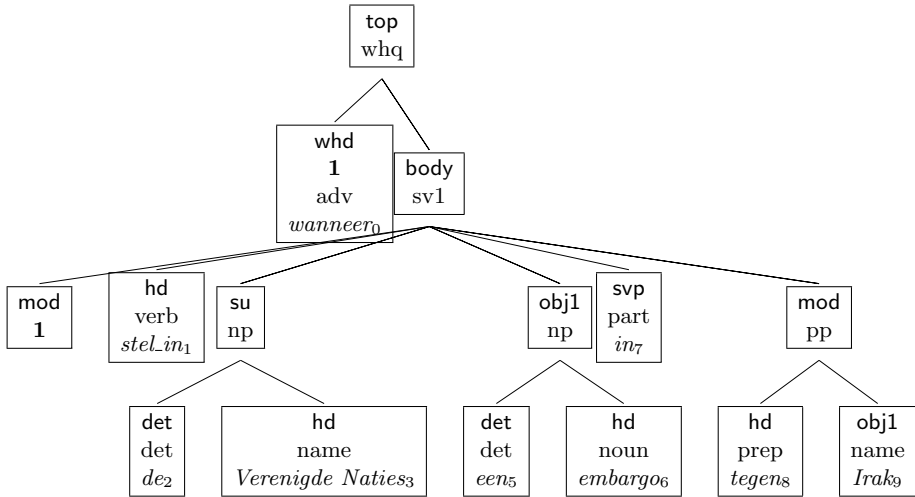 top
whq
whd
1
adv
wanneer₀
body
sv1
mod
1
hd
verb
stel_in₁
su
np
obj1
np
svp
part
in₇
mod
pp
det
det
de₂
hd
name
Verenigde Naties₃
det
det
een₅
hd
noun
embargo₆
hd
prep
tegen₈
obj1
name
Irak₉